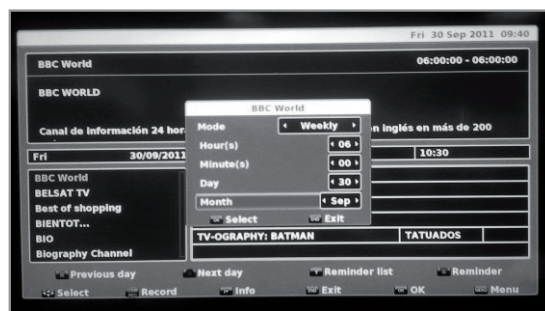 Fri 30 Sep 2011 09:40
BBC World 06:00:00 - 06:00:00
BBC WORLD
Canal de información 24 hor n inglés en más de 200
BBC World
Mode Weekly
Hour(s) 06
Minute(s) 00
Day 30
Month Sep
Select Exit
Fri 30/09/2011 10:30
BBC World
BELSAT TV
Best of shopping
BIENTOT...
BIO
Biography Channel
TV-OGRAPHY: BATMAN TATUADOS
Previous day Next day Reminder list Reminder
Select Record Info Exit OK Menu